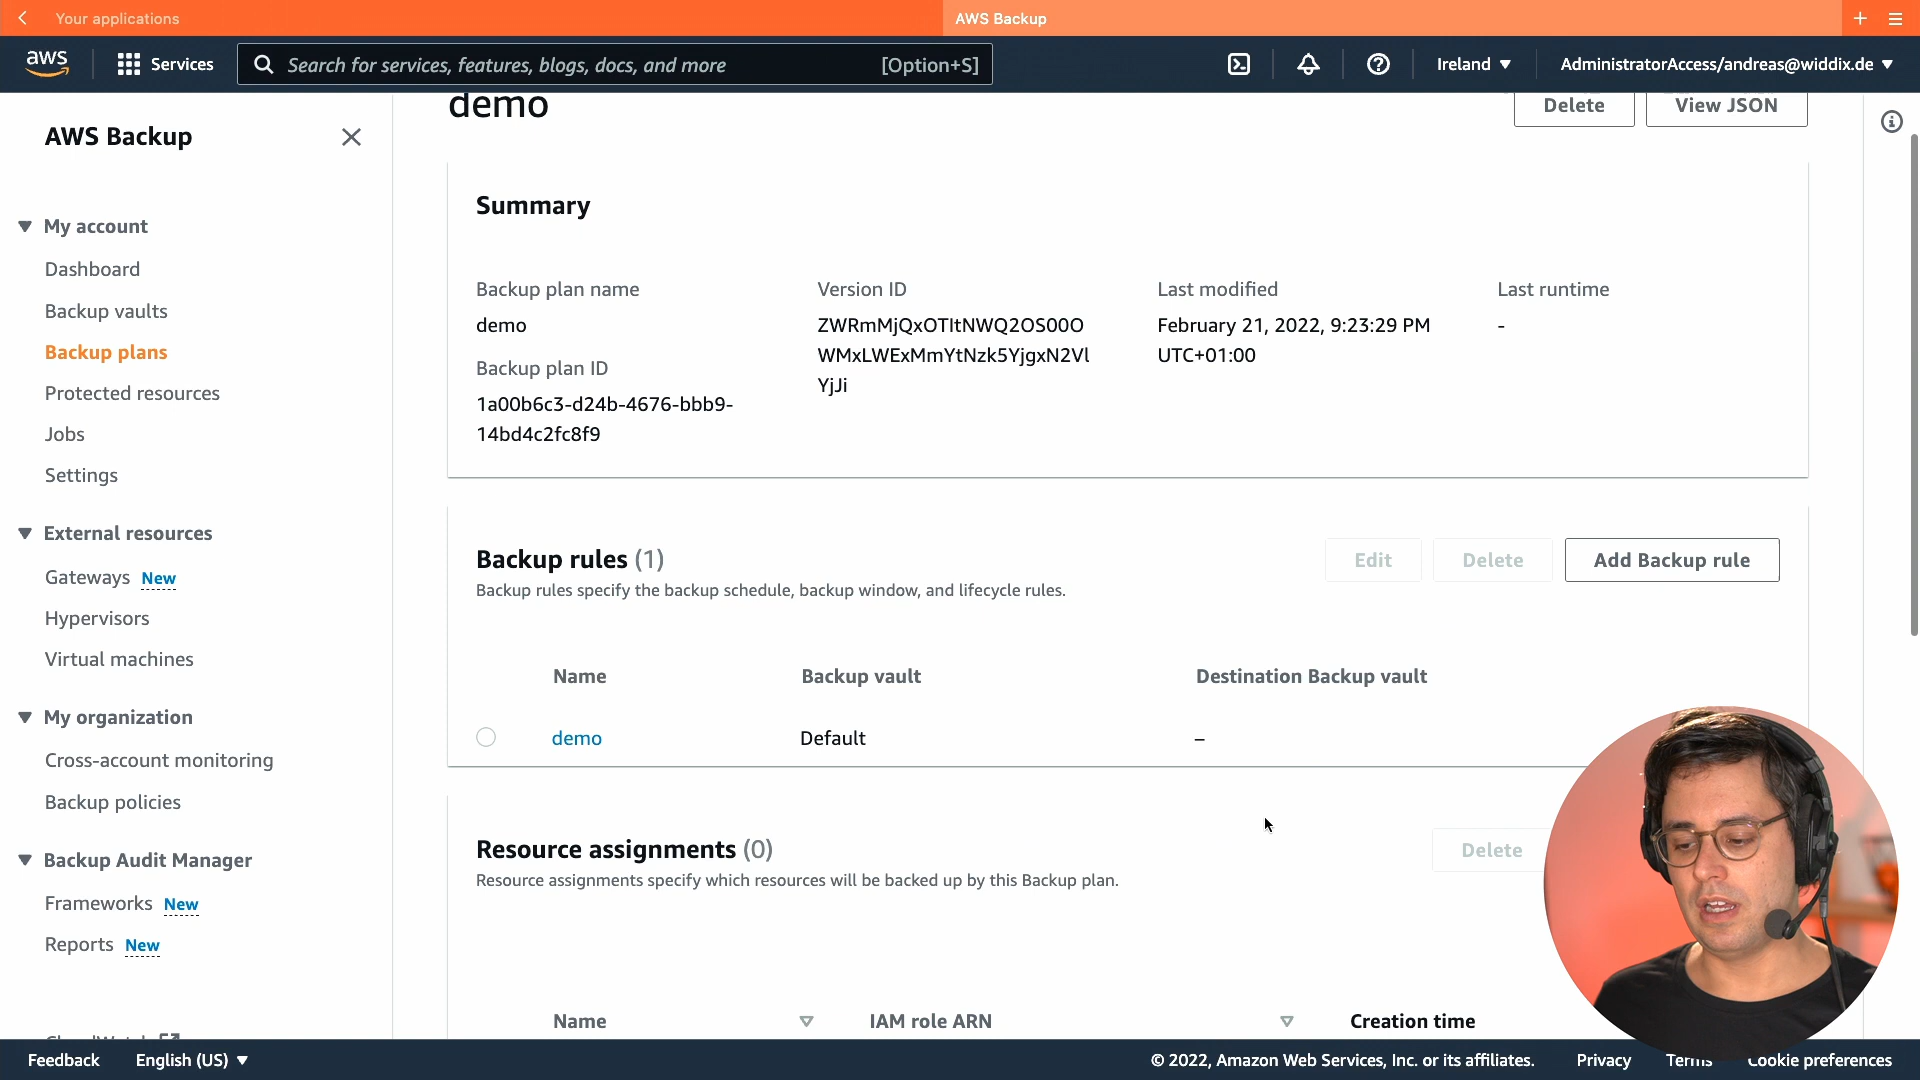 Your applications
AWS Backup
aws
Services
Search for services, features, blogs, docs, and more
[Option+S]
Ireland
AdministratorAccess/andreas@widdix.de
AWS Backup
My account
Dashboard
Backup vaults
Backup plans
Protected resources
Jobs
Settings
External resources
Gateways New
Hypervisors
Virtual machines
My organization
Cross-account monitoring
Backup policies
Backup Audit Manager
Frameworks New
Reports New
demo
Delete
View JSON
Summary
Backup plan name
demo
Backup plan ID
1a00b6c3-d24b-4676-bbb9-
14bd4c2fc8f9
Version ID
ZWRmMjQxOTItNWQ2OS00O
WMxLWExMmYtNzk5YjgxN2Vl
YjJi
Last modified
February 21, 2022, 9:23:29 PM
UTC+01:00
Last runtime
-
Backup rules (1)
Backup rules specify the backup schedule, backup window, and lifecycle rules.
Edit
Delete
Add Backup rule
Name
Backup vault
Destination Backup vault
demo
Default
–
Resource assignments (0)
Resource assignments specify which resources will be backed up by this Backup plan.
Delete
Name
IAM role ARN
Creation time
Feedback
English (US)
© 2022, Amazon Web Services, Inc. or its affiliates.
Privacy
Terms
Cookie preferences